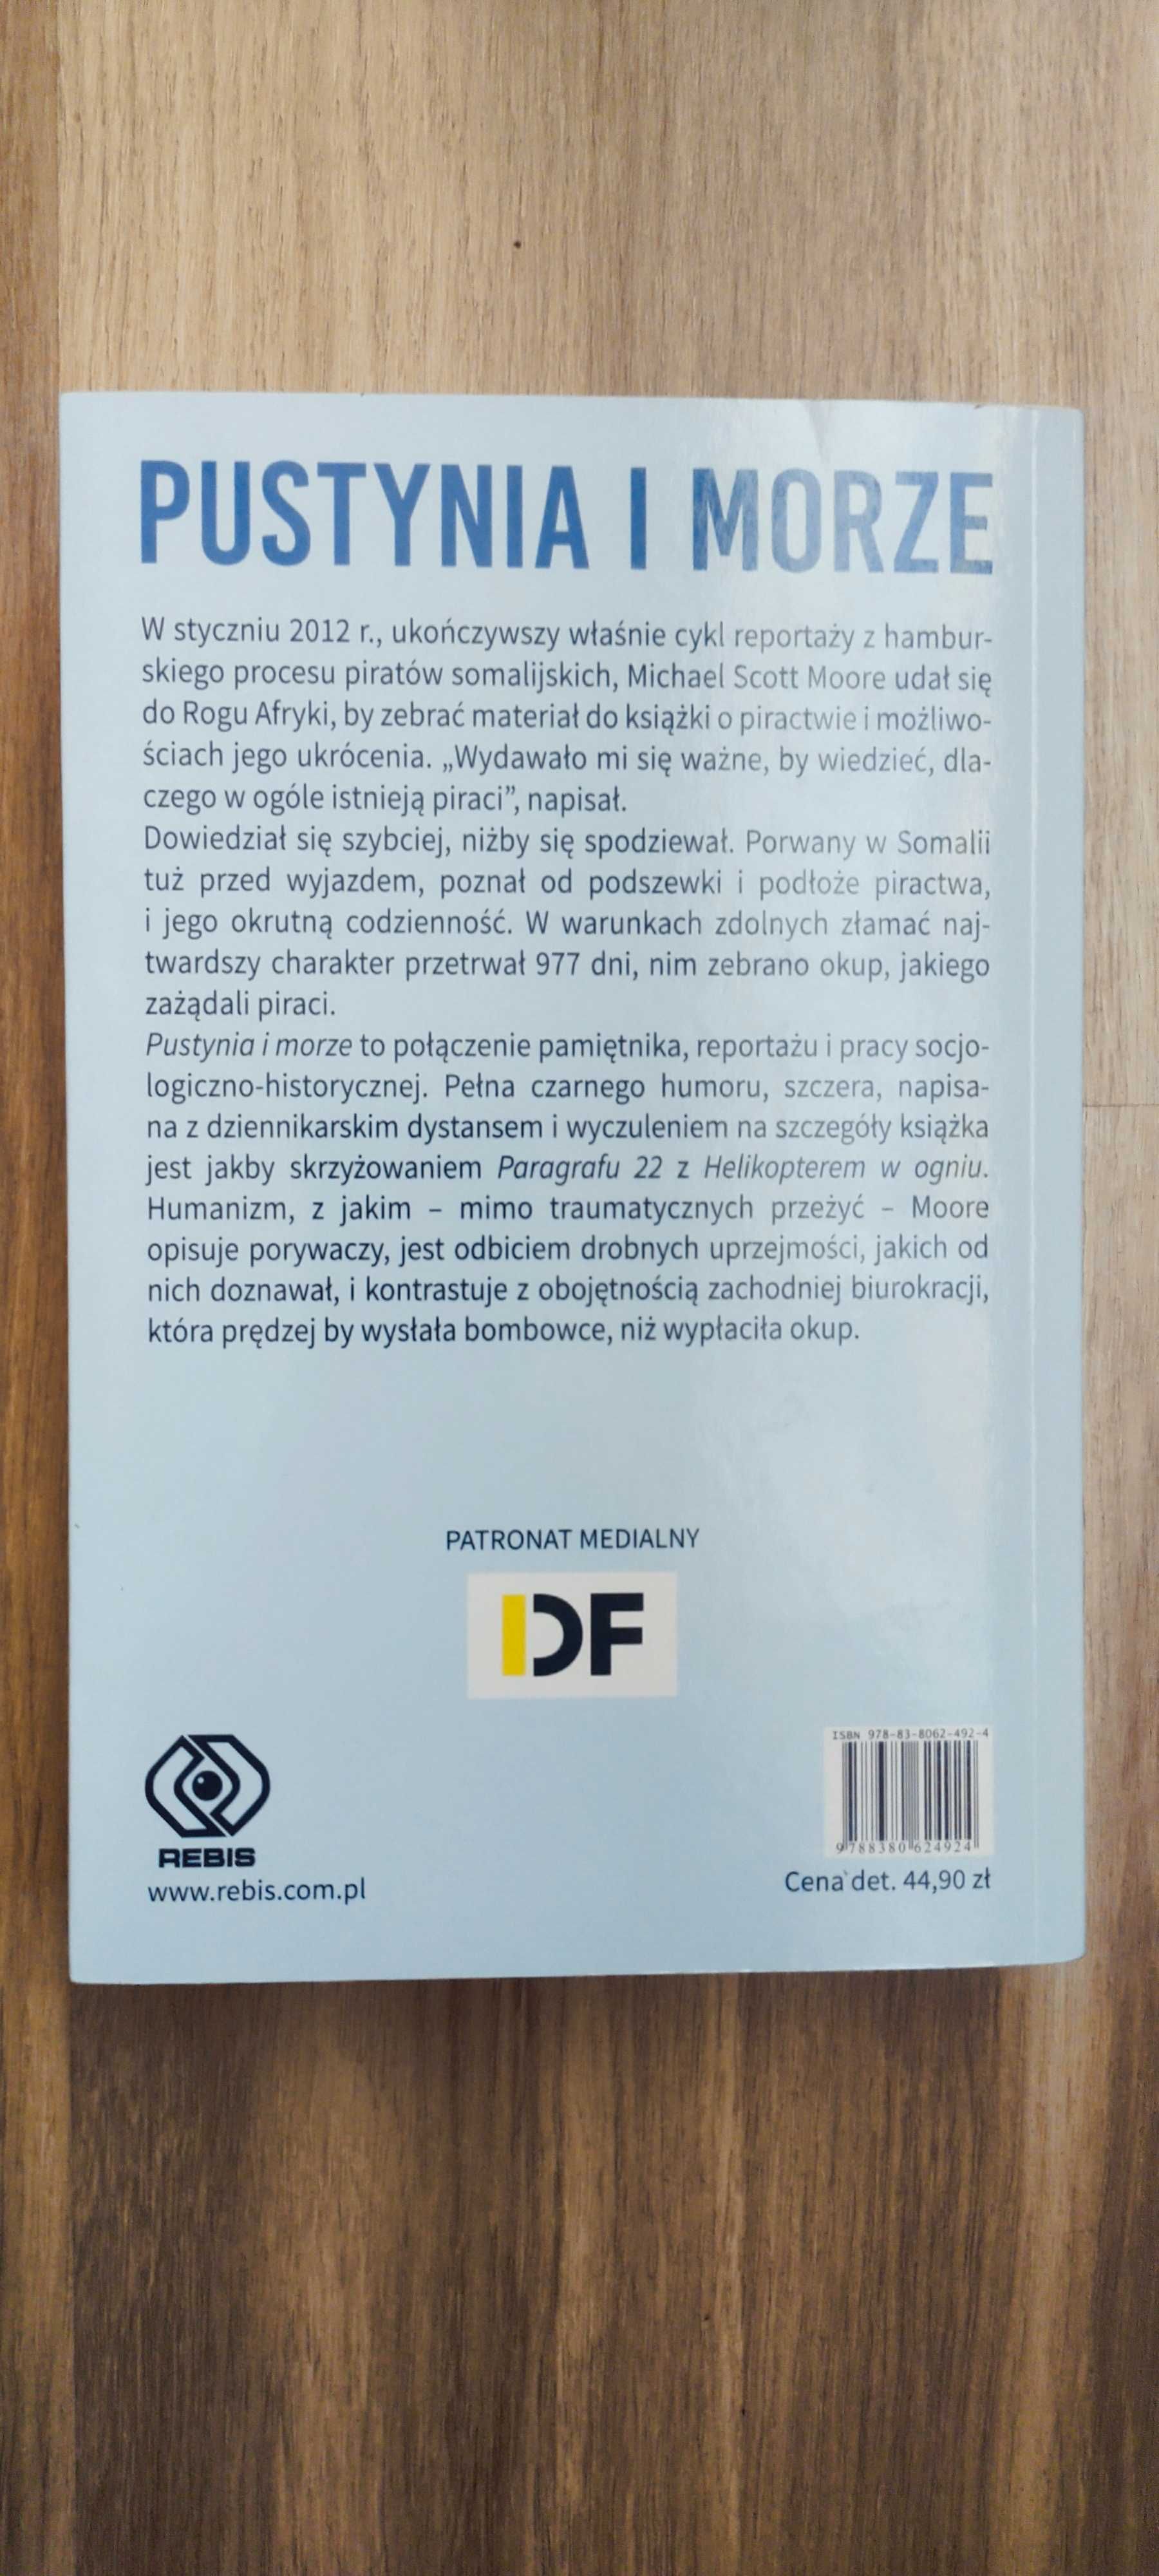 PUSTYNIA I MORZE
W styczniu 2012 r., ukończywszy właśnie cykl reportaży z hambur-
skiego procesu piratów somalijskich, Michael Scott Moore udał się
do Rogu Afryki, by zebrać materiał do książki o piractwie i możliwo-
ściach jego ukrócenia. „Wydawało mi się ważne, by wiedzieć, dla-
czego w ogóle istnieją piraci”, napisał.
Dowiedział się szybciej, niżby się spodziewał. Porwany w Somalii
tuż przed wyjazdem, poznał od podszewki i podłoże piractwa,
i jego okrutną codzienność. W warunkach zdolnych złamać naj-
twardszy charakter przetrwał 977 dni, nim zebrano okup, jakiego
zażądali piraci.
Pustynia i morze to połączenie pamiętnika, reportażu i pracy socjo-
logiczno-historycznej. Pełna czarnego humoru, szczera, napisa-
na z dziennikarskim dystansem i wyczuleniem na szczegóły książka
jest jakby skrzyżowaniem Paragrafu 22 z Helikopterem w ogniu.
Humanizm, z jakim – mimo traumatycznych przeżyć – Moore
opisuje porywaczy, jest odbiciem drobnych uprzejmości, jakich od
nich doznawał, i kontrastuje z obojętnością zachodniej biurokracji,
która prędzej by wysłała bombowce, niż wypłaciła okup.
PATRONAT MEDIALNY
DF
ISBN 978-83-8062-492-4
9 788380 624924
REBIS
www.rebis.com.pl
Cena det. 44,90 zł